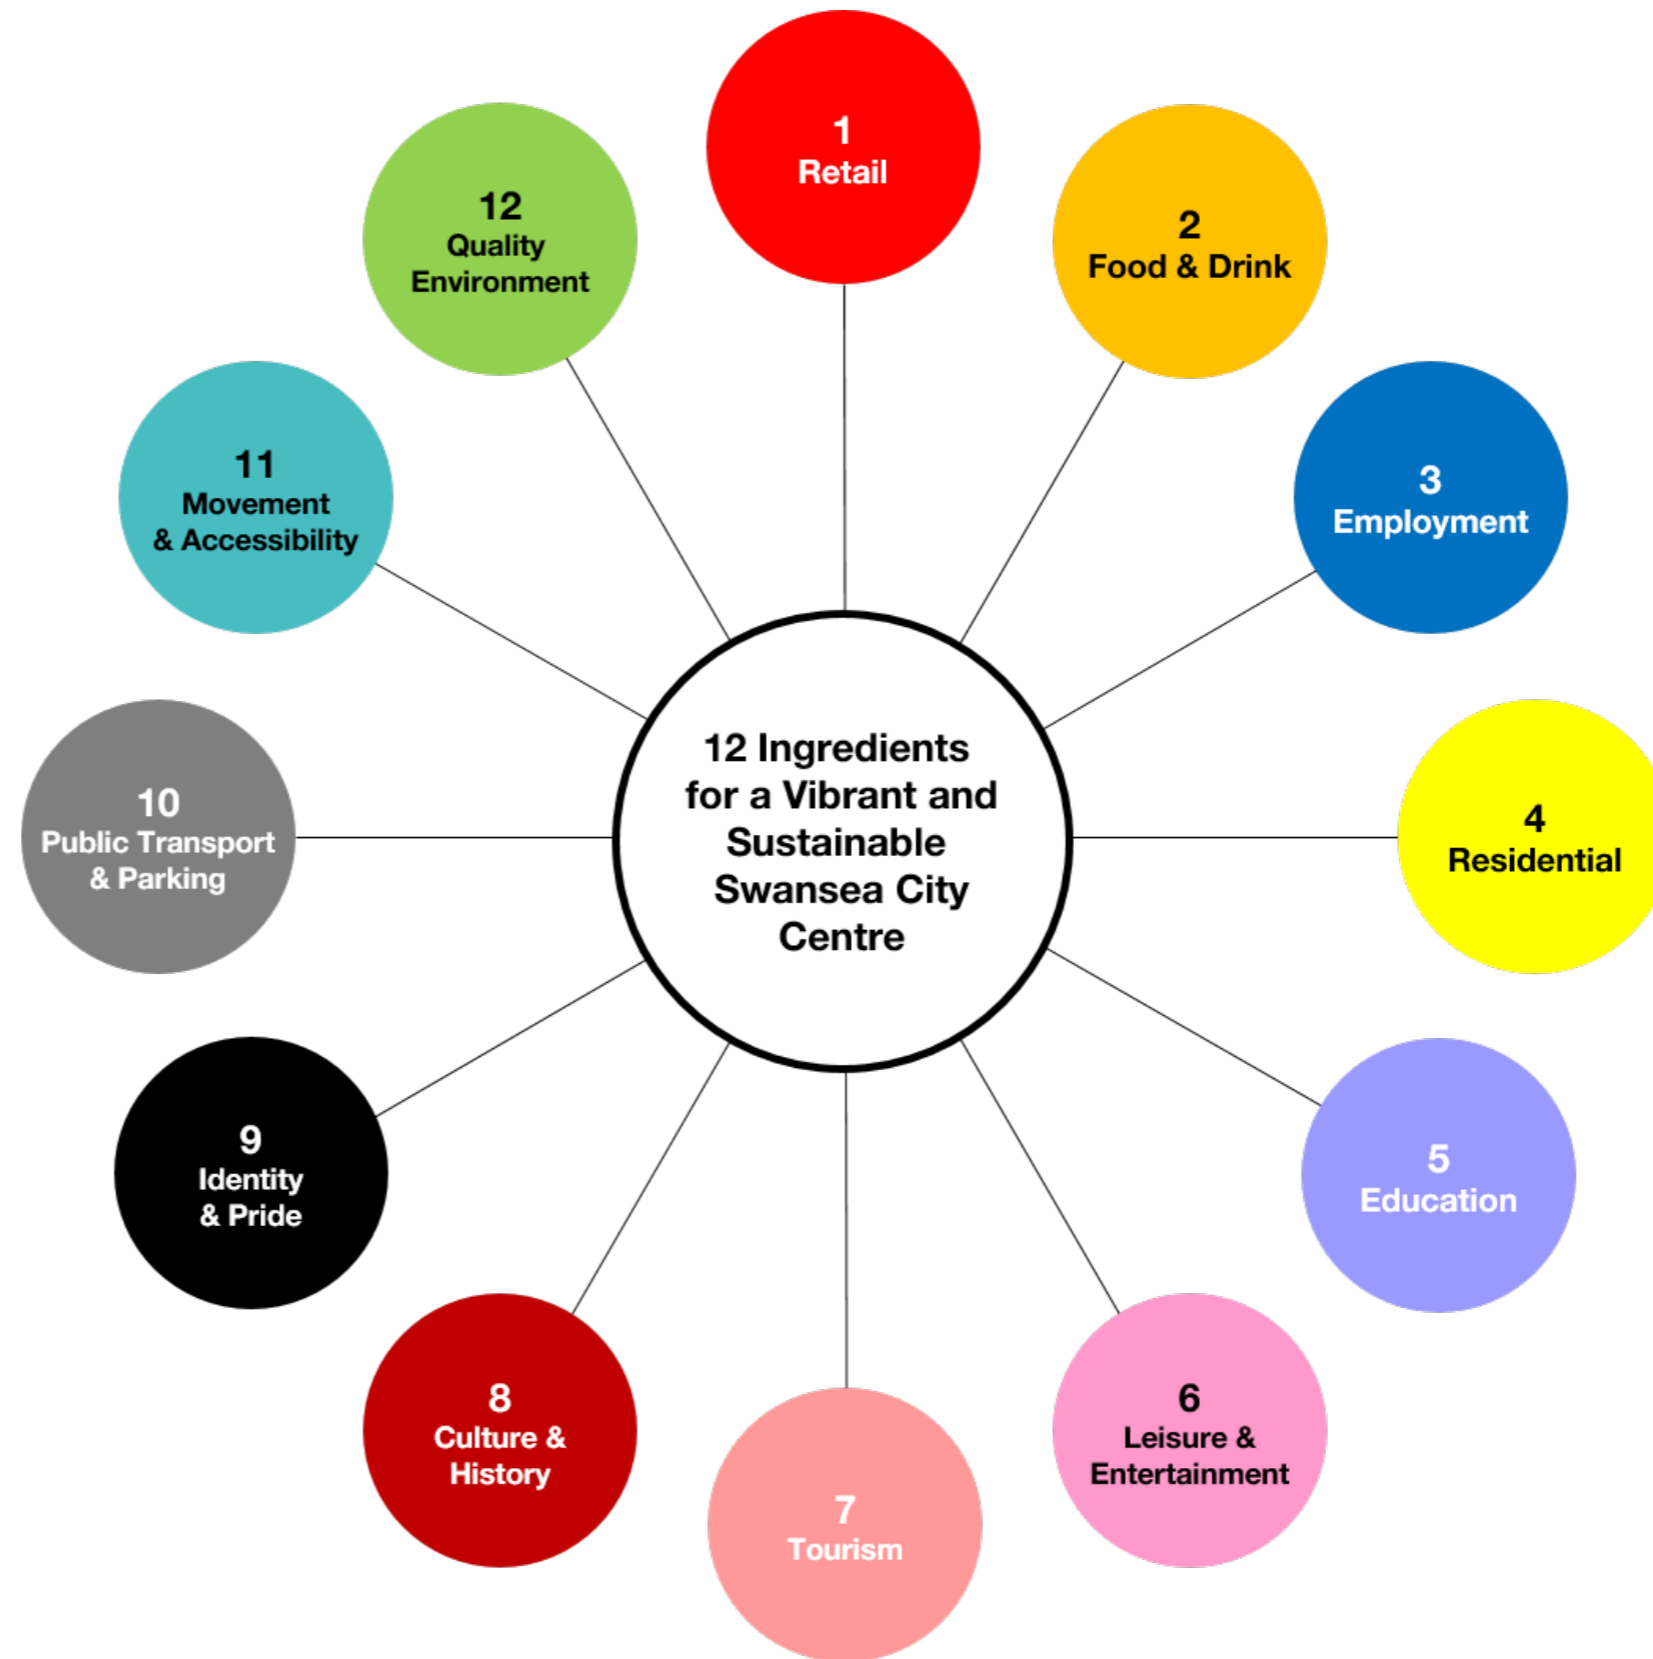 12 Ingredients
for a Vibrant and
Sustainable
Swansea City
Centre
1
Retail
2
Food & Drink
3
Employment
4
Residential
5
Education
6
Leisure &
Entertainment
7
Tourism
8
Culture &
History
9
Identity
& Pride
10
Public Transport
& Parking
11
Movement
& Accessibility
12
Quality
Environment